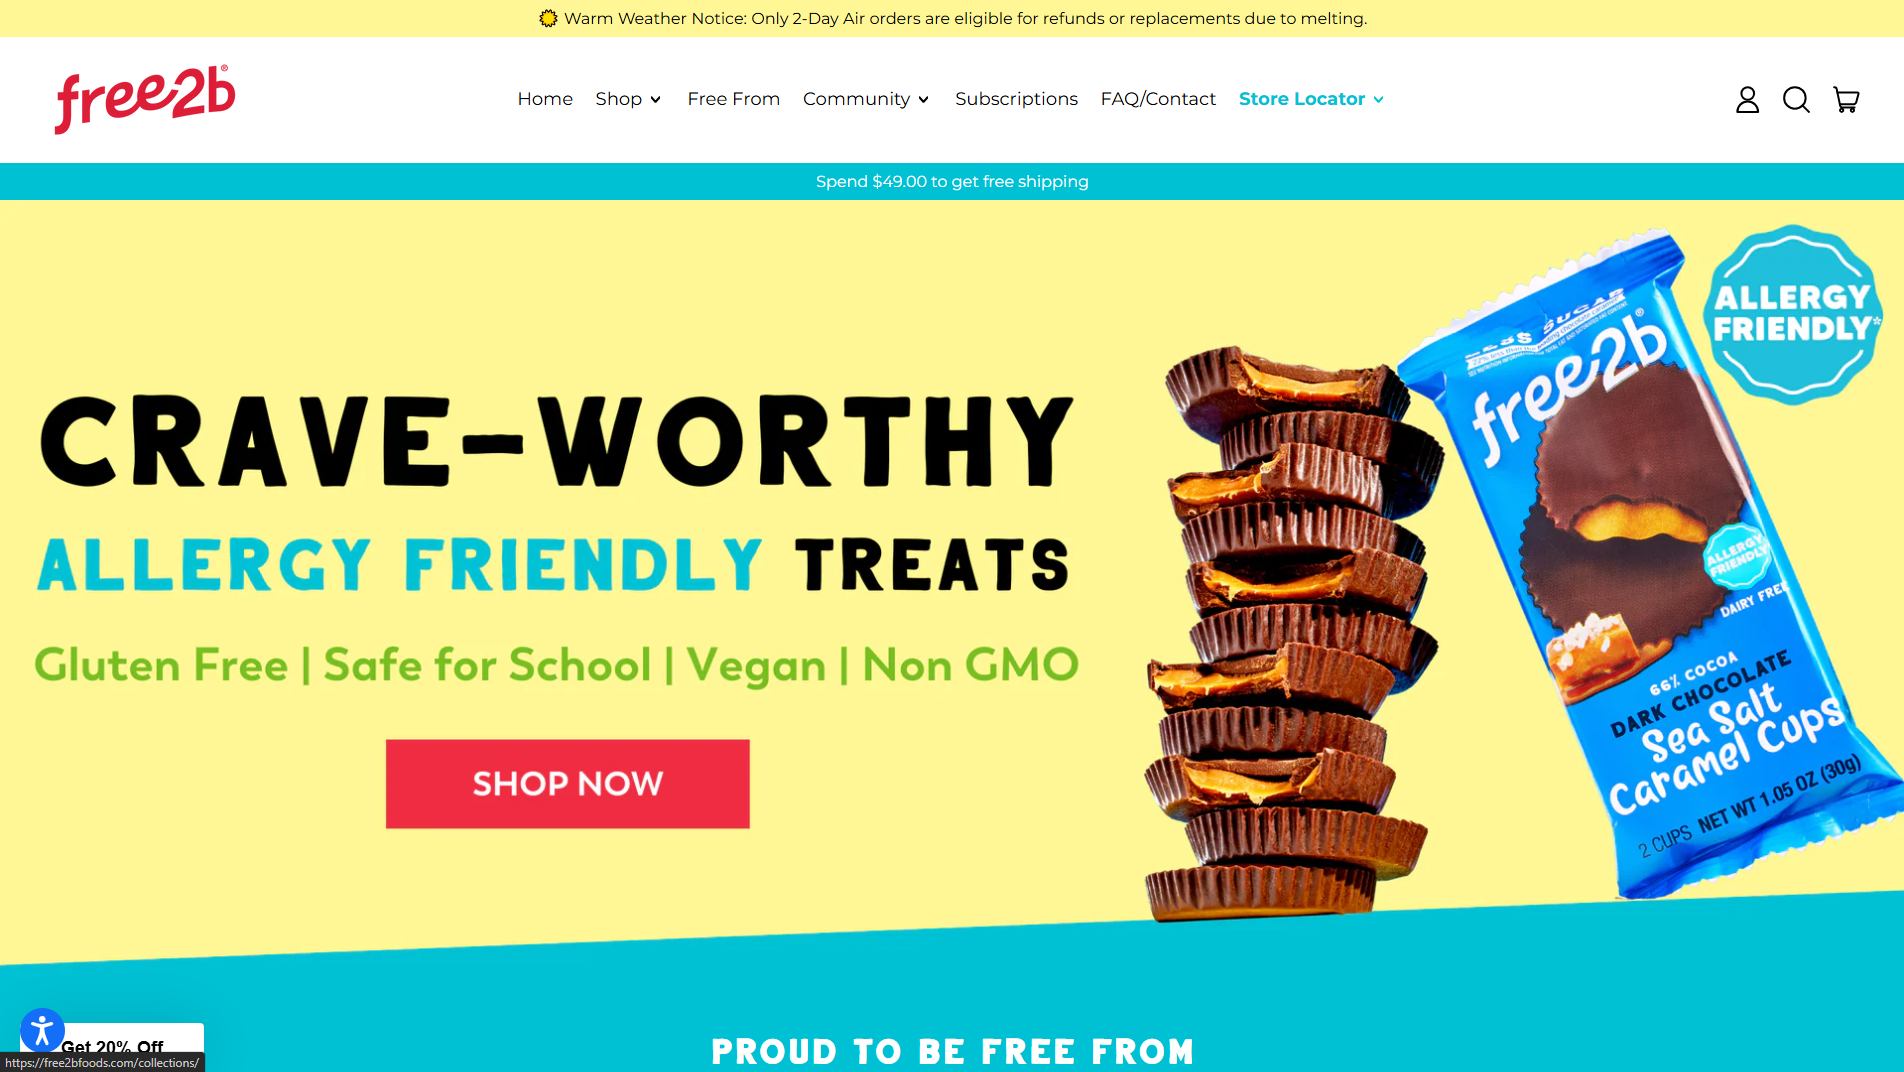 Warm Weather Notice: Only 2-Day Air orders are eligible for refunds or replacements due to melting.
free2b®
Home Shop Free From Community Subscriptions FAQ/Contact Store Locator
Spend $49.00 to get free shipping
CRAVE-WORTHY
ALLERGY FRIENDLY TREATS
Gluten Free | Safe for School | Vegan | Non GMO
SHOP NOW
ALLERGY
FRIENDLY*
LESS SUGAR
free2b®
ALLERGY
FRIENDLY
DAIRY FREE
66% COCOA
DARK CHOCOLATE
Sea Salt
Caramel Cups
2 CUPS NET WT 1.05 OZ (30g)
PROUD TO BE FREE FROM
Get 20% Off
https://free2bfoods.com/collections/